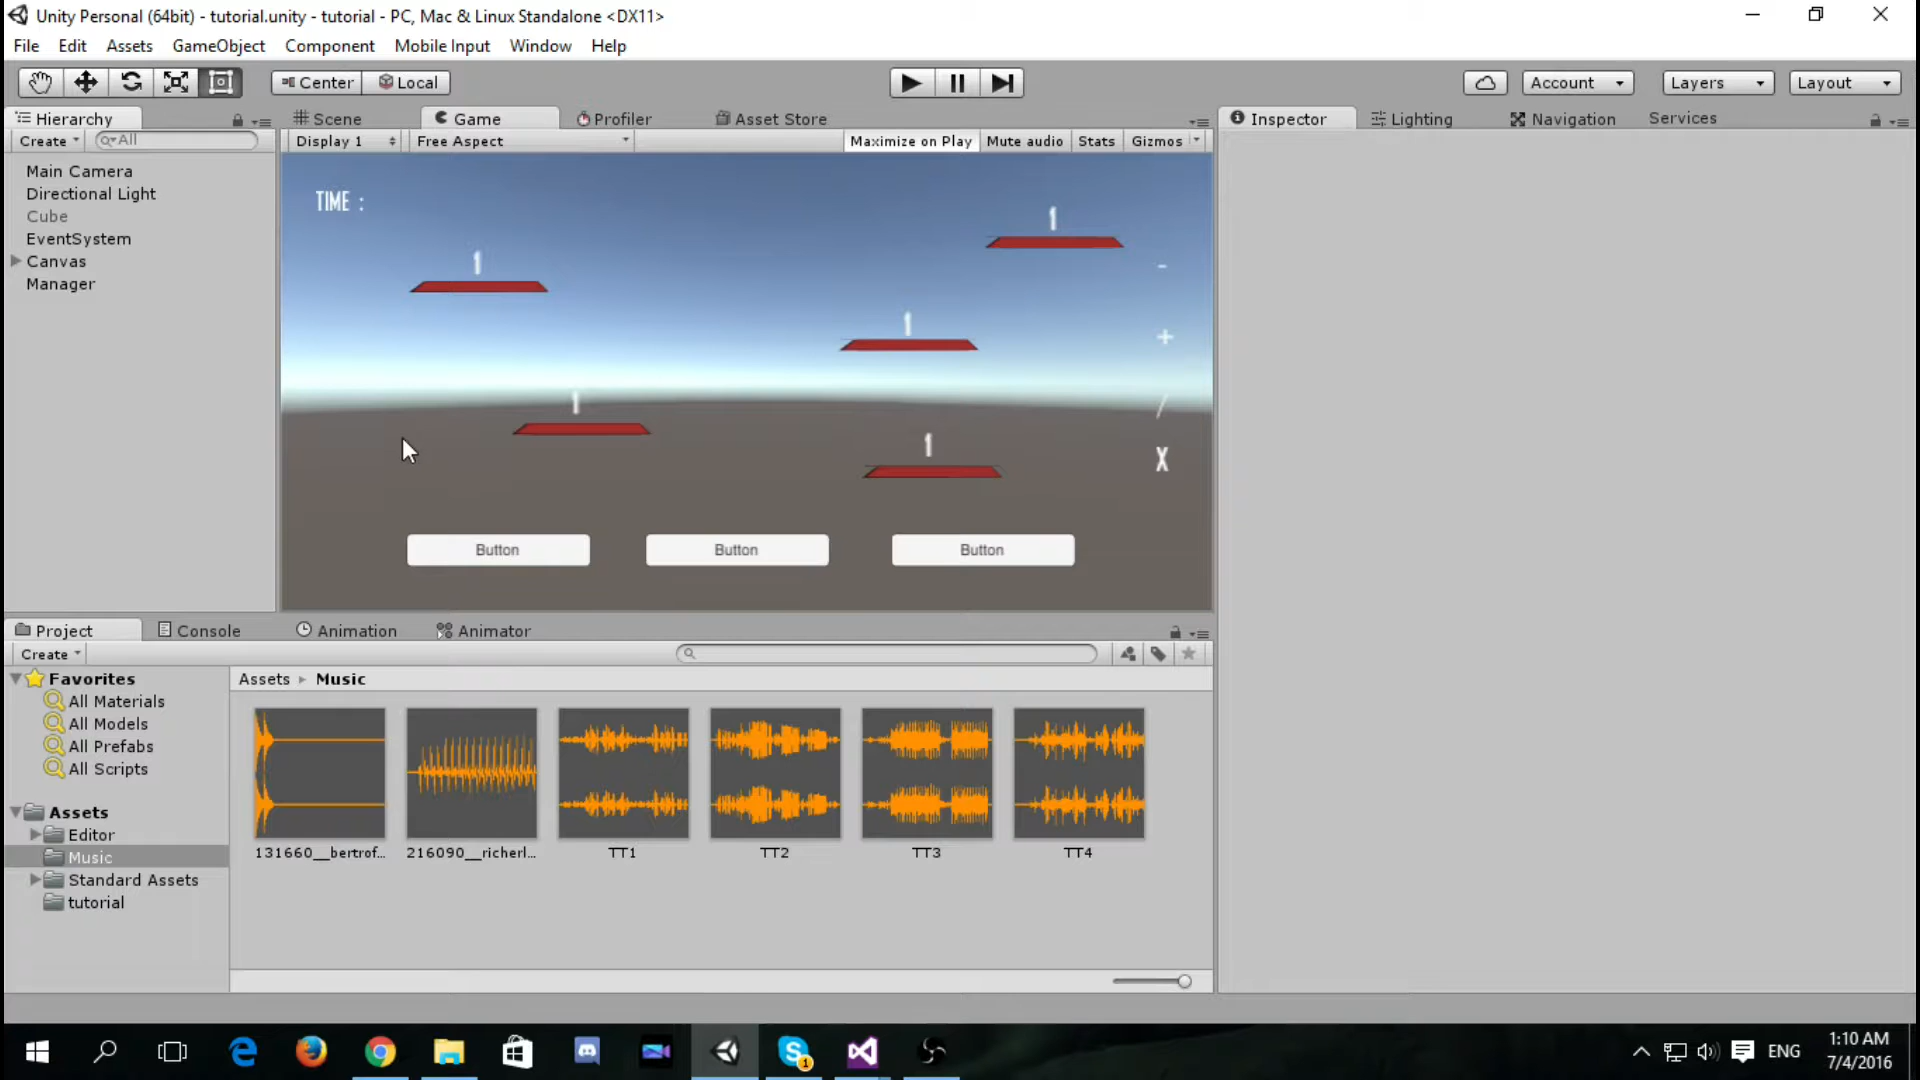 Unity Personal (64bit) - tutorial.unity - tutorial - PC, Mac & Linux Standalone <DX11>
File Edit Assets GameObject Component Mobile Input Window Help
Center Local Account Layers Layout
Hierarchy Scene Game Profiler Asset Store Inspector Lighting Navigation Services
Create All Display 1 Free Aspect Maximize on Play Mute audio Stats Gizmos
Main Camera
Directional Light
Cube
EventSystem
Canvas
Manager
TIME :
1
1
-
1
+
1
/
1
X
Button Button Button
Project Console Animation Animator
Create
Favorites
All Materials
All Models
All Prefabs
All Scripts
Assets
Editor
Music
Standard Assets
tutorial
Assets Music
131660__bertrof... 216090__richerl... TT1 TT2 TT3 TT4
1
ENG
1:10 AM
7/4/2016